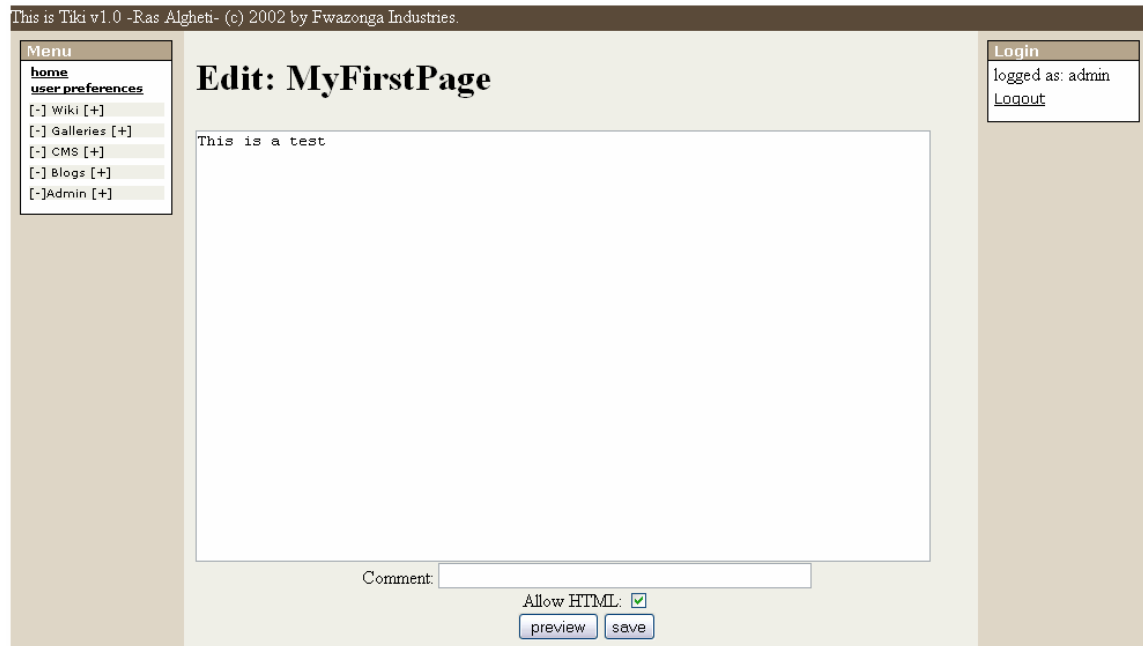 This is Tiki v1.0 -Ras Algheti- (c) 2002 by Fwazonga Industries.
Menu
home
user preferences
[-] Wiki [+]
[-] Galleries [+]
[-] CMS [+]
[-] Blogs [+]
[-]Admin [+]
Edit: MyFirstPage
This is a test
Comment:
Allow HTML:
preview save
Login
logged as: admin
Logout